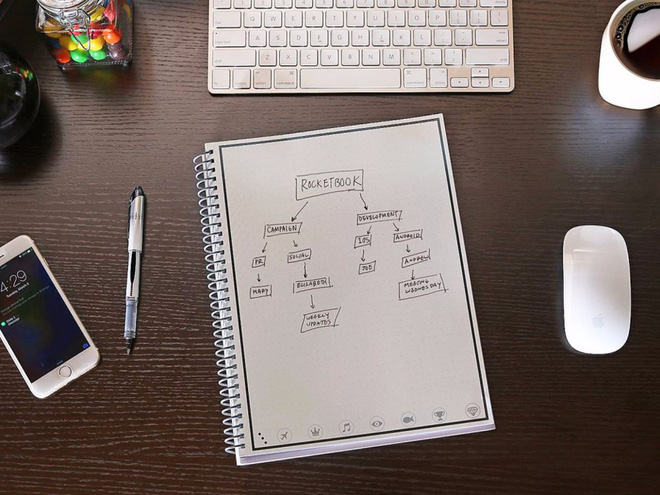 ROCKETBOOK
CAMPAIGN
DEVELOPMENT
PR
SOCIAL
IOS
ANDROID
MARY
ELIZABETH
JOE
ANDREW
WEEKLY
UPDATES
MEETING
WEDNESDAY
4:29